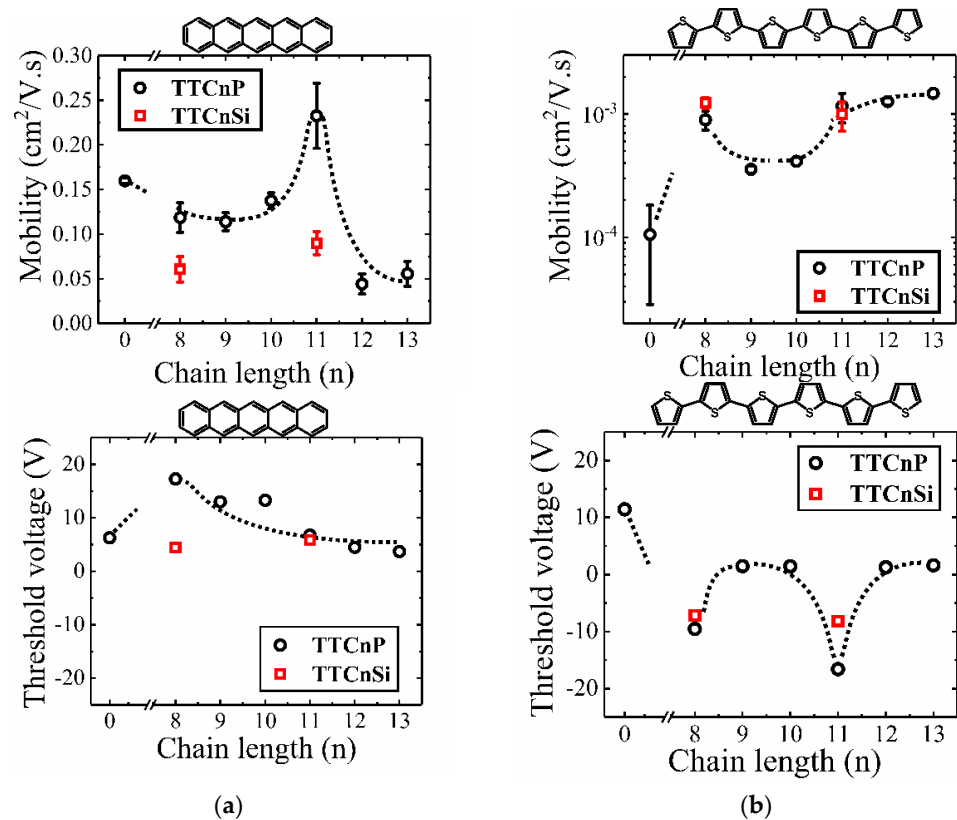 0.30
0.25
0.20
0.15
0.10
0.05
0.00
Mobility (cm²/V.s)
TTCnP
TTCnSi
0 8 9 10 11 12 13
Chain length (n)
S S S S S S
10⁻³
10⁻⁴
Mobility (cm²/V.s)
TTCnP
TTCnSi
0 8 9 10 11 12 13
Chain length (n)
20
10
0
-10
-20
Threshold voltage (V)
TTCnP
TTCnSi
0 8 9 10 11 12 13
Chain length (n)
(a)
S S S S S S
20
10
0
-10
-20
Threshold voltage (V)
TTCnP
TTCnSi
0 8 9 10 11 12 13
Chain length (n)
(b)